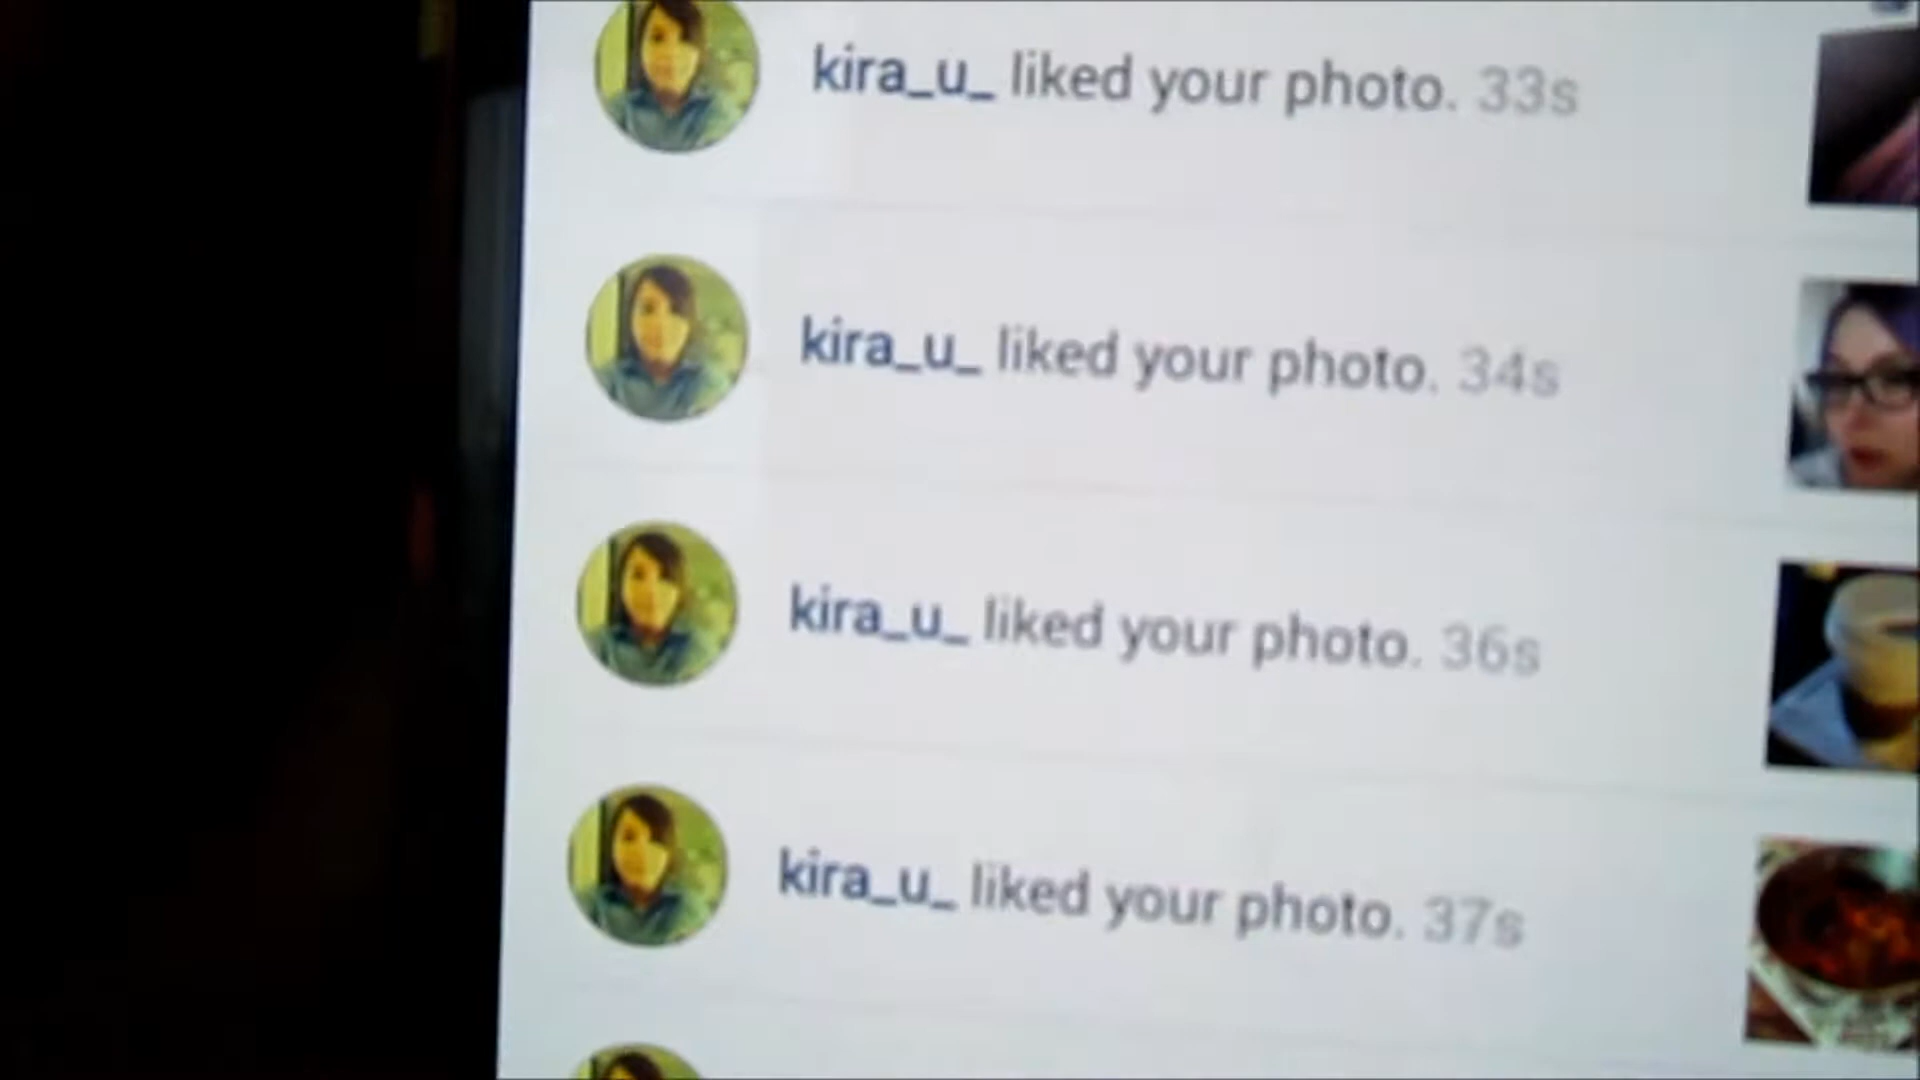 kira_u_ liked your photo. 33s
kira_u_ liked your photo. 34s
kira_u_ liked your photo. 36s
kira_u_ liked your photo. 37s